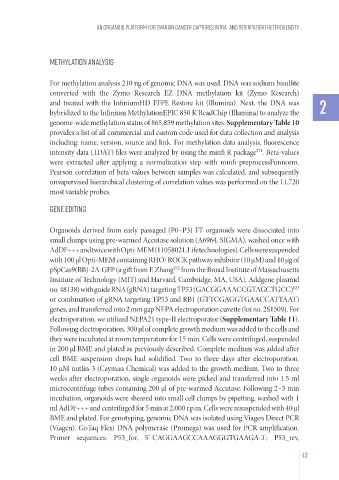 AN ORGANOID PLATFORM FOR OVARIAN CANCER CAPTURES INTRA- AND INTERPATIENT HETEROGENEITY
METHYLATION ANALYSIS
For methylation analysis 210 ng of genomic DNA was used. DNA was sodium bisulfite
converted with the Zymo Research EZ DNA methylation kit (Zymo Research)
and treated with the InfiniumHD FFPE Restore kit (Illumina). Next, the DNA was
hybridized to the Infinium MethylationEPIC 850 K BeadChip (Illumina) to analyze the
genome-wide methylation status of 865,859 methylation sites. Supplementary Table 10
provides a list of all commercial and custom code used for data collection and analysis
including: name, version, source and link. For methylation data analysis, fluorescence
intensity data (.IDAT) files were analyzed by using the minfi R package²²¹. Beta-values
were extracted after applying a normalization step with minfi preprocessFunnorm.
Pearson correlation of beta-values between samples was calculated, and subsequently
unsupervised hierarchical clustering of correlation values was performed on the 11,720
most variable probes.
2
GENE EDITING
Organoids derived from early passaged (P0–P3) FT organoids were dissociated into
small clumps using pre-warmed Accutase solution (A6964, SIGMA), washed once with
AdDF+++ and twice with Opti-MEM (11058021, Life technologies). Cells were suspended
with 100 µl Opti-MEM containing RHO/ ROCK pathway inhibitor (10 µM) and 10 µg of
pSpCas9(BB)-2A-GFP (a gift from F. Zhang²²² from the Broad Institute of Massachusetts
Institute of Technology (MIT) and Harvard, Cambridge, MA, USA). Addgene plasmid
no. 48138) with guide RNA (gRNA) targeting TP53 (GACGGAAACCGTAGCTGCC)²²³
or combination of gRNA targeting TP53 and RB1 (GTTCGAGGTGAACCATTAAT)
genes, and transferred into 2 mm gap NEPA electroporation cuvette (lot no. 2S1509). For
electroporation, we utilized NEPA21 type-II electroporator (Supplementary Table 11).
Following electroporation, 300 µl of complete growth medium was added to the cells and
they were incubated at room temperature for 15 min. Cells were centrifuged, suspended
in 200 µl BME and plated as previously described. Complete medium was added after
cell BME suspension drops had solidified. Two to three days after electroporation,
10 µM nutlin-3 (Cayman Chemical) was added to the growth medium. Two to three
weeks after electroporation, single organoids were picked and transferred into 1.5 ml
microcentrifuge tubes containing 200 µl of pre-warmed Accutase. Following 2–3 min
incubation, organoids were sheared into small cell clumps by pipetting, washed with 1
ml AdDF+++ and centrifuged for 5 min at 2,000 r.p.m. Cells were resuspended with 40 µl
BME and plated. For genotyping, genomic DNA was isolated using Viagen Direct PCR
(Viagen). GoTaq Flexi DNA polymerase (Promega) was used for PCR amplification.
Primer sequences: P53_for, 5′-CAGGAAGCCAAAGGGTGAAGA-3′, P53_rev,
43